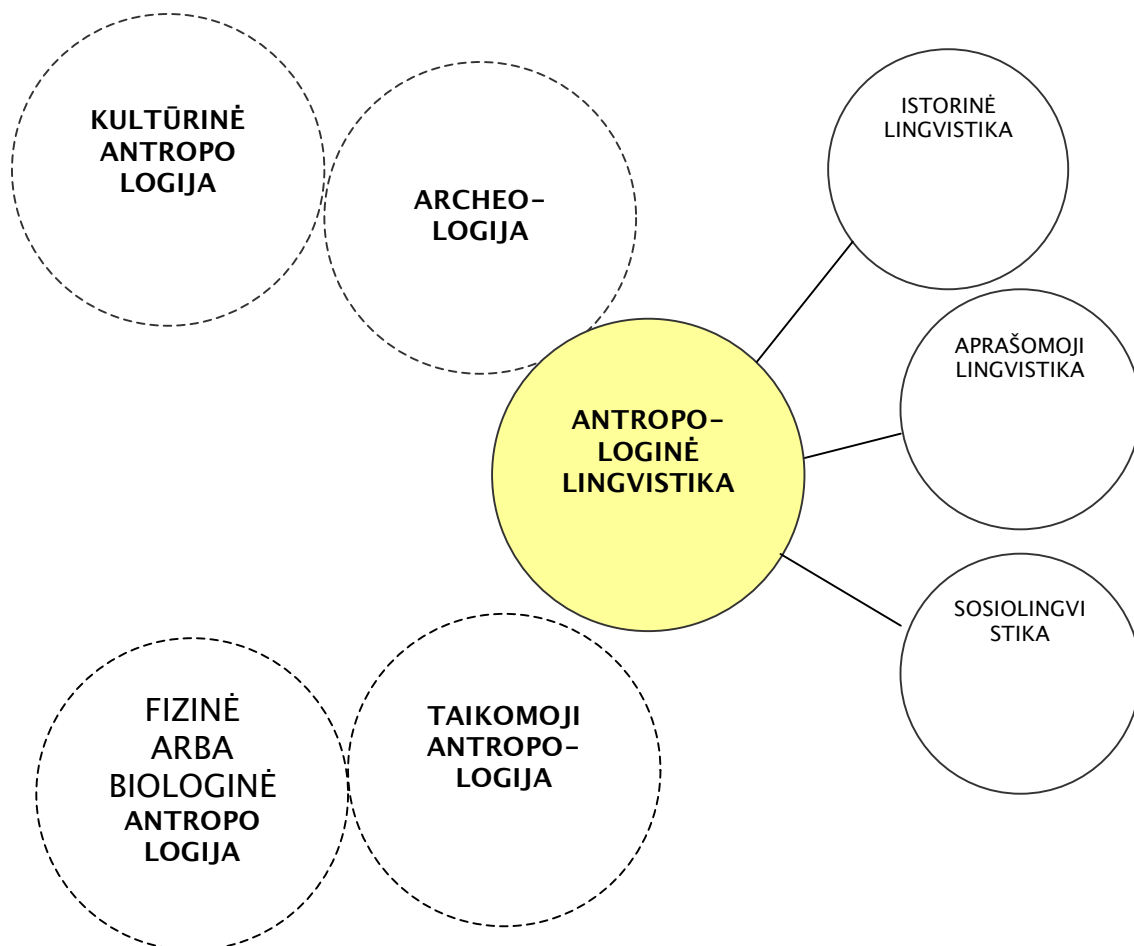 KULTŪRINĖ
ANTROPO
LOGIJA
ARCHEO-
LOGIJA
ISTORINĖ
LINGVISTIKA
APRAŠOMOJI
LINGVISTIKA
ANTROPO-
LOGINĖ
LINGVISTIKA
SOSIOLINGVI
STIKA
FIZINĖ
ARBA
BIOLOGINĖ
ANTROPO
LOGIJA
TAIKOMOJI
ANTROPO-
LOGIJA